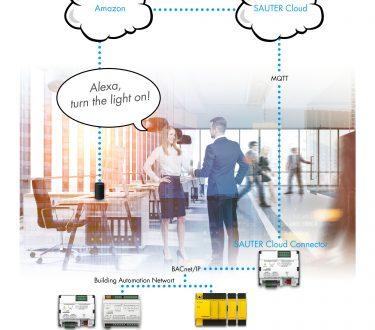 Amazon
SAUTER Cloud
MQTT
Alexa,
turn the light on!
SAUTER Cloud Connector
BACnet/IP
Building Automation Network